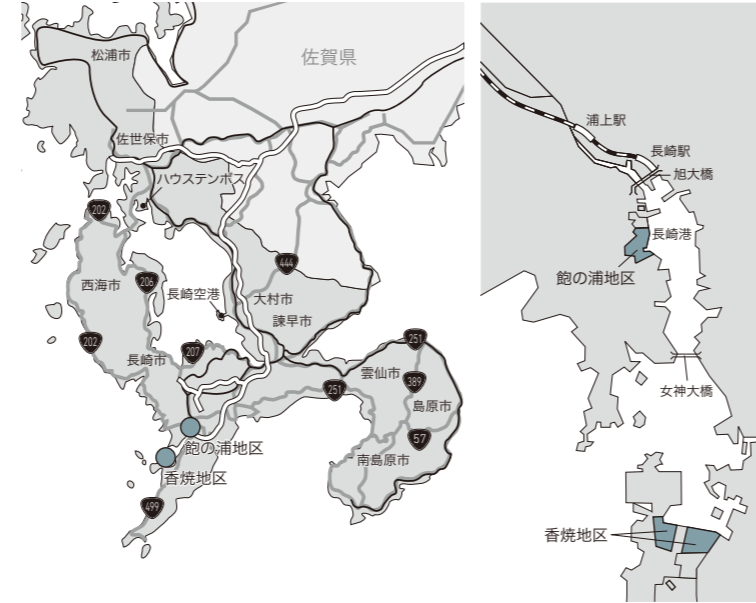 松浦市
佐賀県
佐世保市
ハウステンボス
202
444
西海市
206
長崎空港
大村市
諫早市
202
207
長崎市
251
雲仙市
251
389
島原市
57
飽の浦地区
南島原市
香焼地区
499
浦上駅
長崎駅
旭大橋
長崎港
飽の浦地区
女神大橋
香焼地区